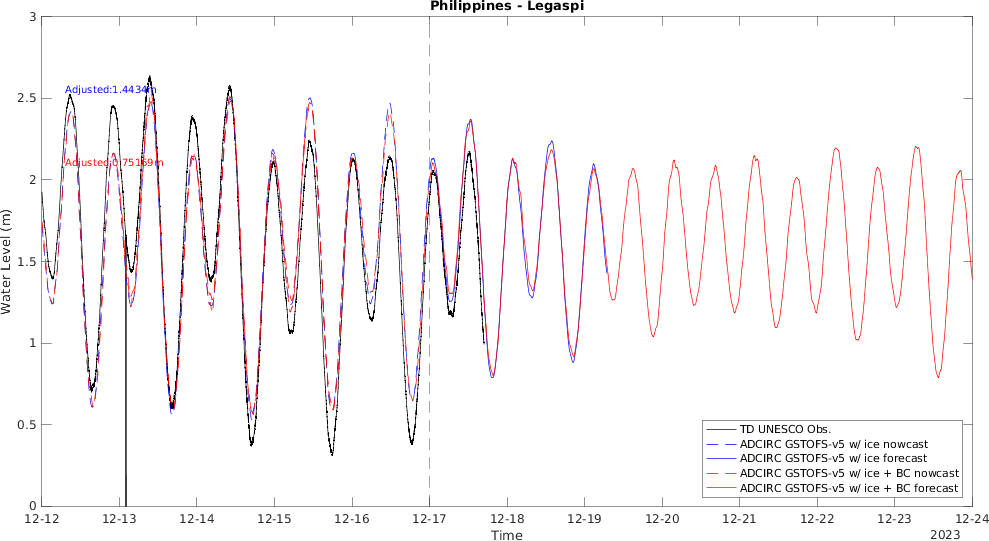 Philippines - Legaspi
3
2.5
2
1.5
1
0.5
0
Water Level (m)
Adjusted:1.4434m
Adjusted:0.75169m
TD UNESCO Obs.
ADCIRC GSTOFS-v5 w/ ice nowcast
ADCIRC GSTOFS-v5 w/ ice forecast
ADCIRC GSTOFS-v5 w/ ice + BC nowcast
ADCIRC GSTOFS-v5 w/ ice + BC forecast
12-12 12-13 12-14 12-15 12-16 12-17 12-18 12-19 12-20 12-21 12-22 12-23 12-24
Time
2023